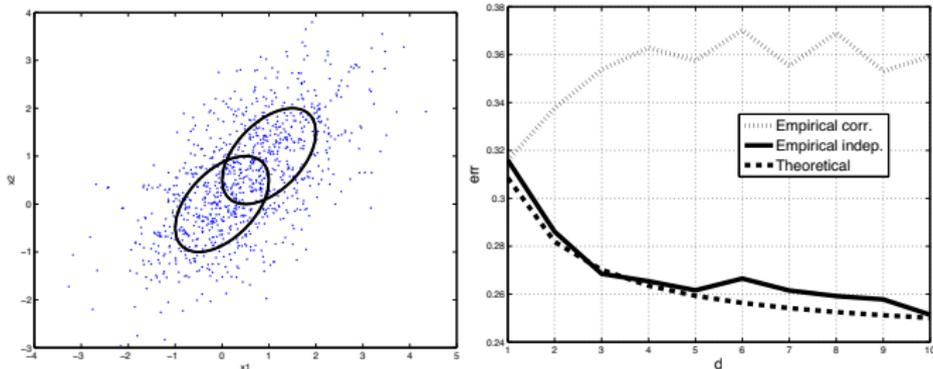 4
3
2
1
0
−1
−2
−3
−4 −3 −2 −1 0 1 2 3 4 5
x1
x2
0.38
0.36
0.34
0.32
0.3
0.28
0.26
0.24
1 2 3 4 5 6 7 8 9 10
d
err
Empirical corr.
Empirical indep.
Theoretical